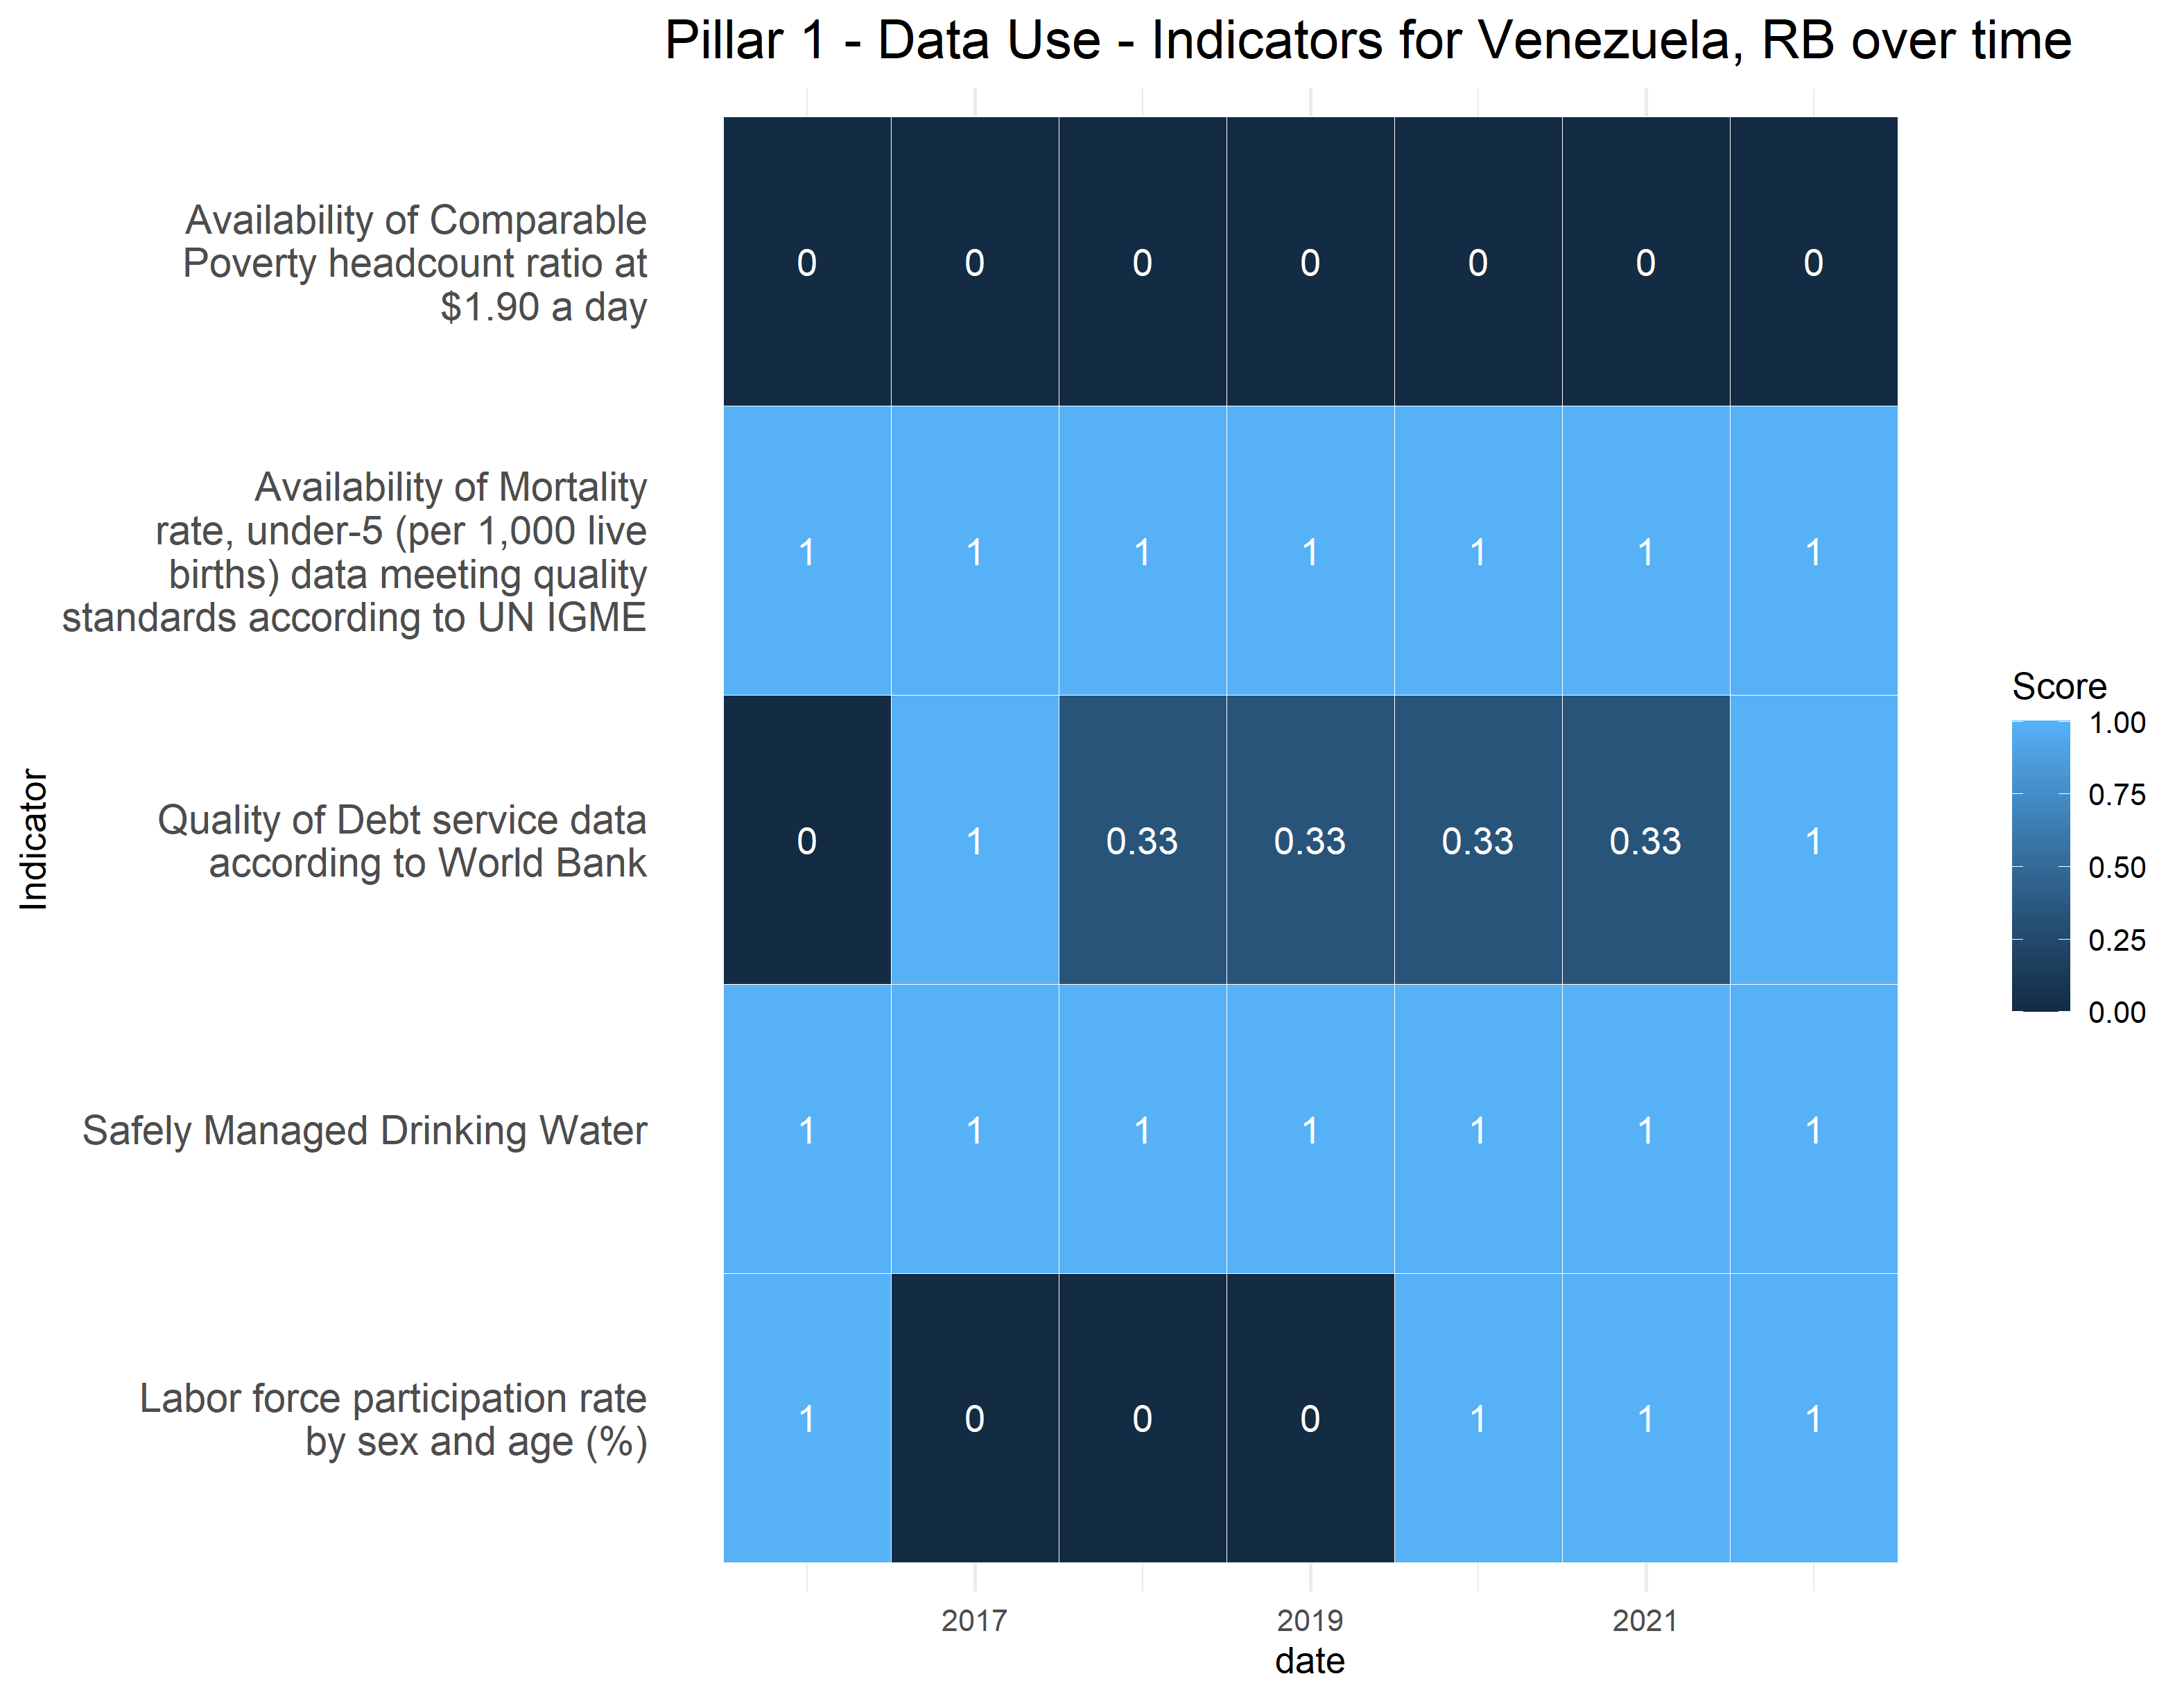 Pillar 1 - Data Use - Indicators for Venezuela, RB over time
Indicator
Availability of Comparable
Poverty headcount ratio at
$1.90 a day
0 0 0 0 0 0 0
Availability of Mortality
rate, under-5 (per 1,000 live
births) data meeting quality
standards according to UN IGME
1 1 1 1 1 1 1
Quality of Debt service data
according to World Bank
0 1 0.33 0.33 0.33 0.33 1
Safely Managed Drinking Water
1 1 1 1 1 1 1
Labor force participation rate
by sex and age (%)
1 0 0 0 1 1 1
2017 2019 2021
date
Score
1.00
0.75
0.50
0.25
0.00